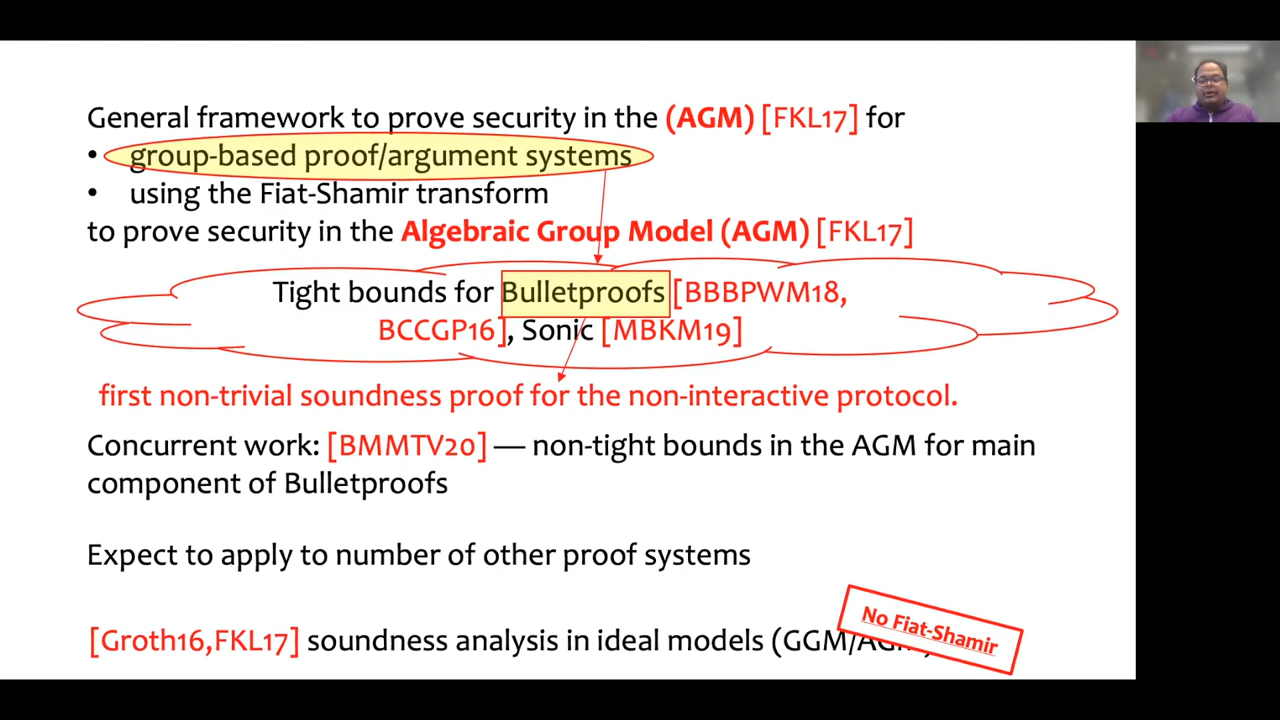 General framework to prove security in the (AGM) [FKL17] for
• group-based proof/argument systems
• using the Fiat-Shamir transform
to prove security in the Algebraic Group Model (AGM) [FKL17]
Tight bounds for Bulletproofs [BBBPWM18,
BCCGP16], Sonic [MBKM19]
first non-trivial soundness proof for the non-interactive protocol.
Concurrent work: [BMMTV20] — non-tight bounds in the AGM for main
component of Bulletproofs
Expect to apply to number of other proof systems
No Fiat-Shamir
[Groth16,FKL17] soundness analysis in ideal models (GGM/AGM)